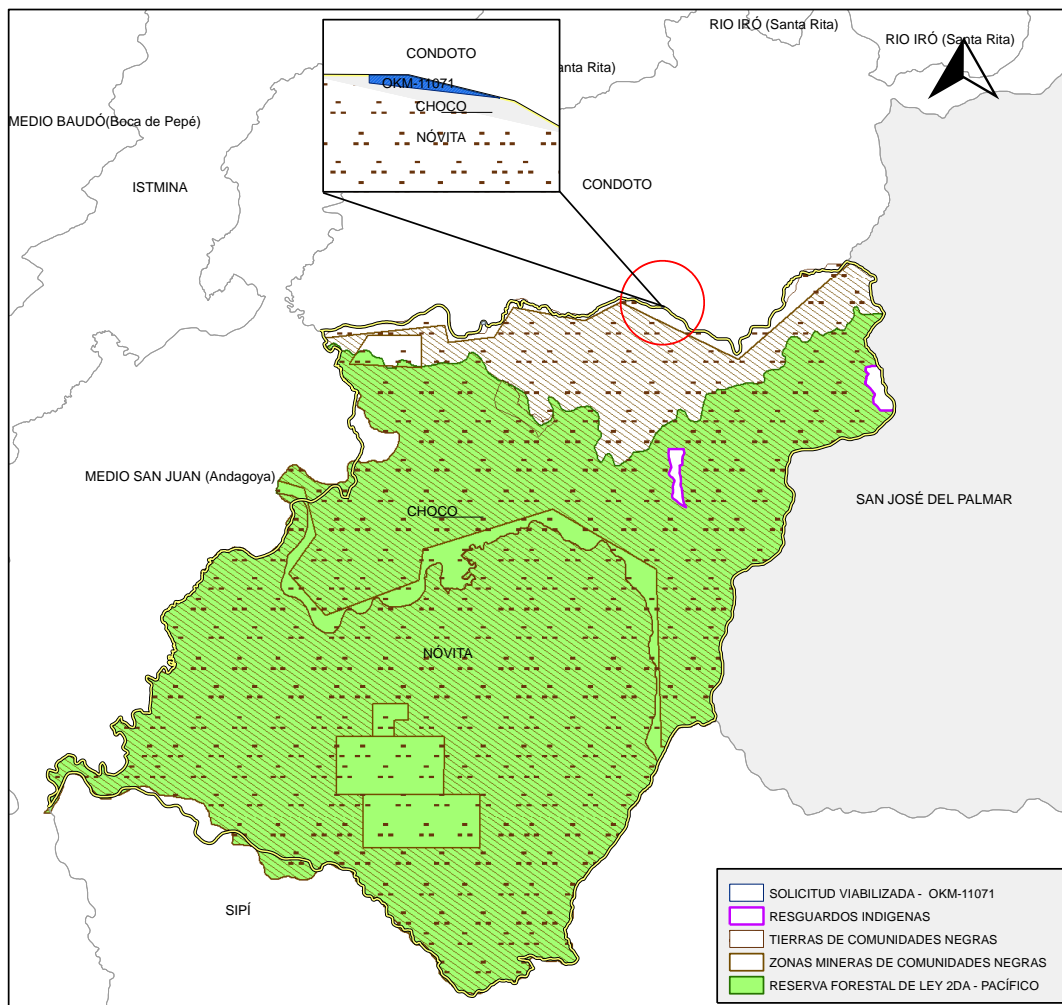 RIO IRÓ (Santa Rita)
RIO IRÓ (Santa Rita)
CONDOTO
anta Rita)
OKM-11071
CHOCO
NÓVITA
MEDIO BAUDÓ(Boca de Pepé)
ISTMINA
CONDOTO
MEDIO SAN JUAN (Andagoya)
SAN JOSÉ DEL PALMAR
CHOCO
NÓVITA
SIPÍ
SOLICITUD VIABILIZADA - OKM-11071
RESGUARDOS INDIGENAS
TIERRAS DE COMUNIDADES NEGRAS
ZONAS MINERAS DE COMUNIDADES NEGRAS
RESERVA FORESTAL DE LEY 2DA - PACÍFICO